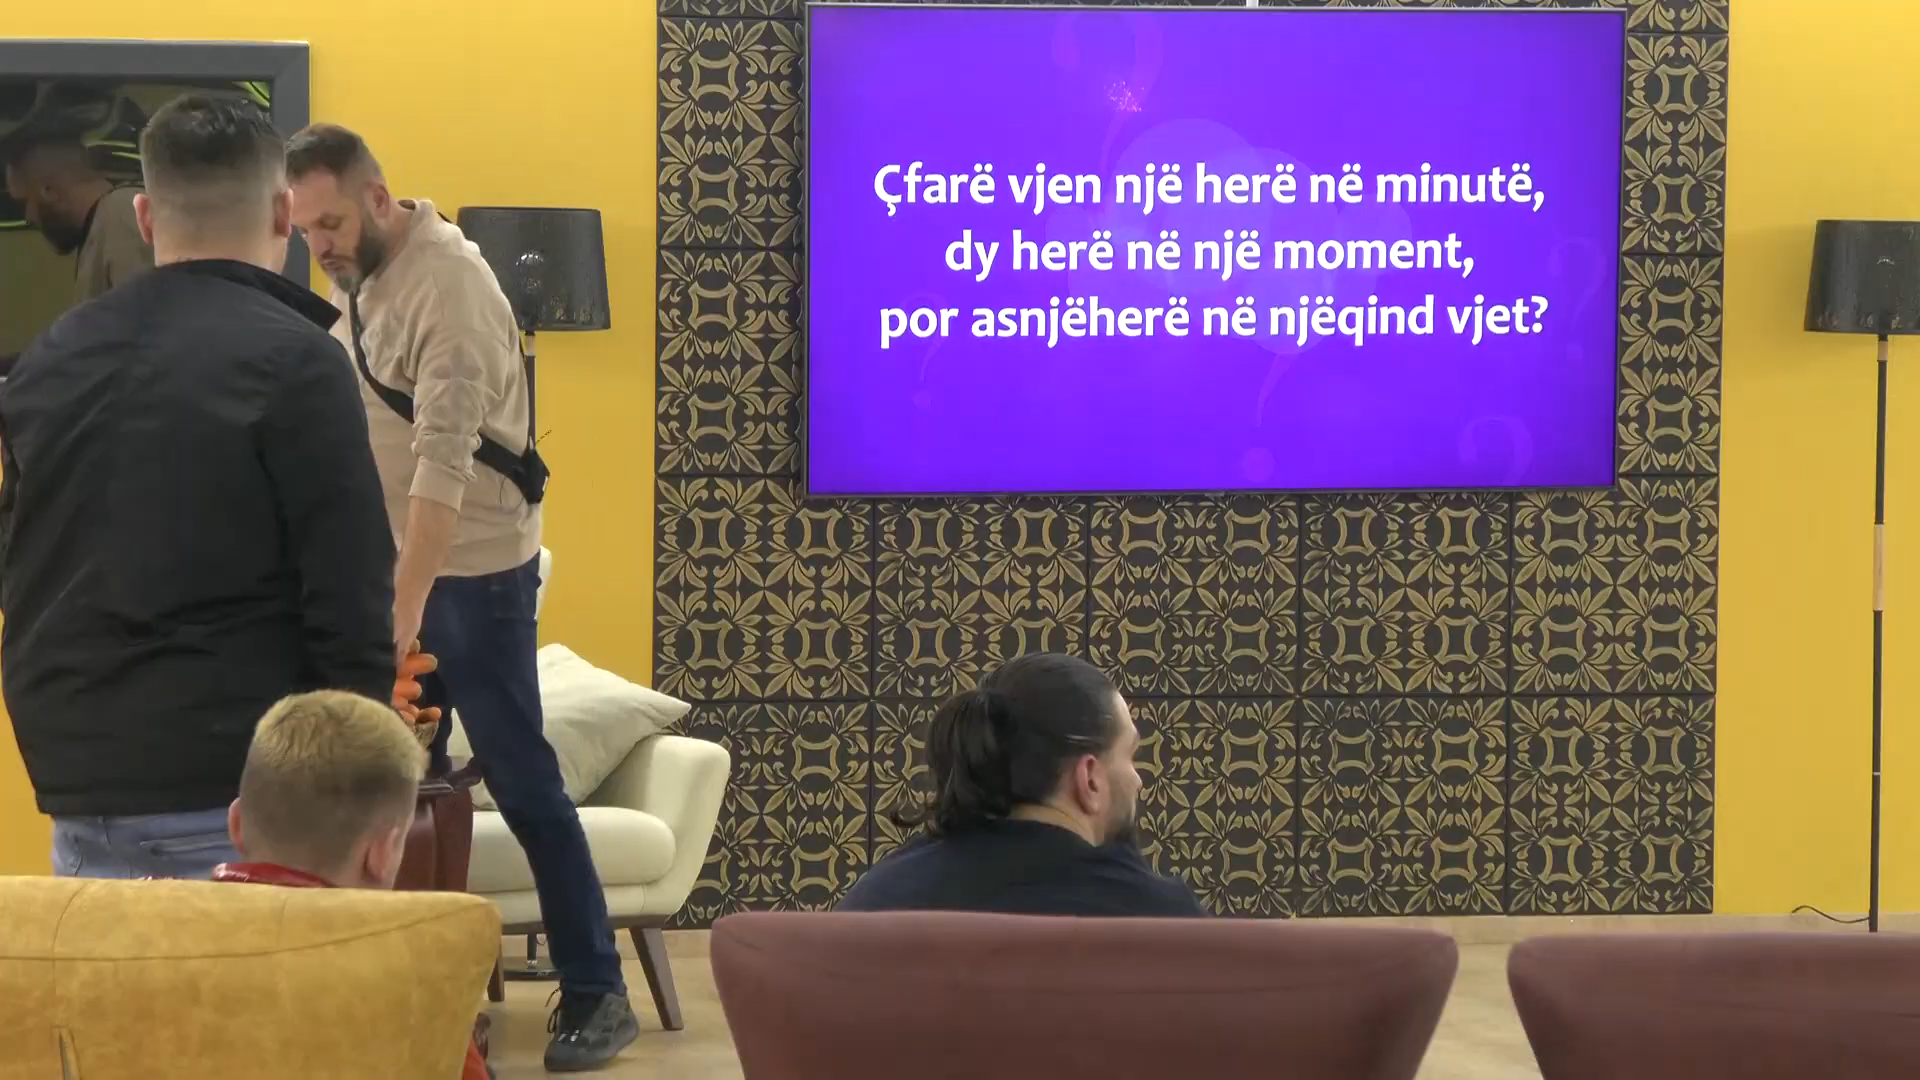 Çfarë vjen një herë në minutë,
dy herë në një moment,
por asnjëherë në njëqind vjet?